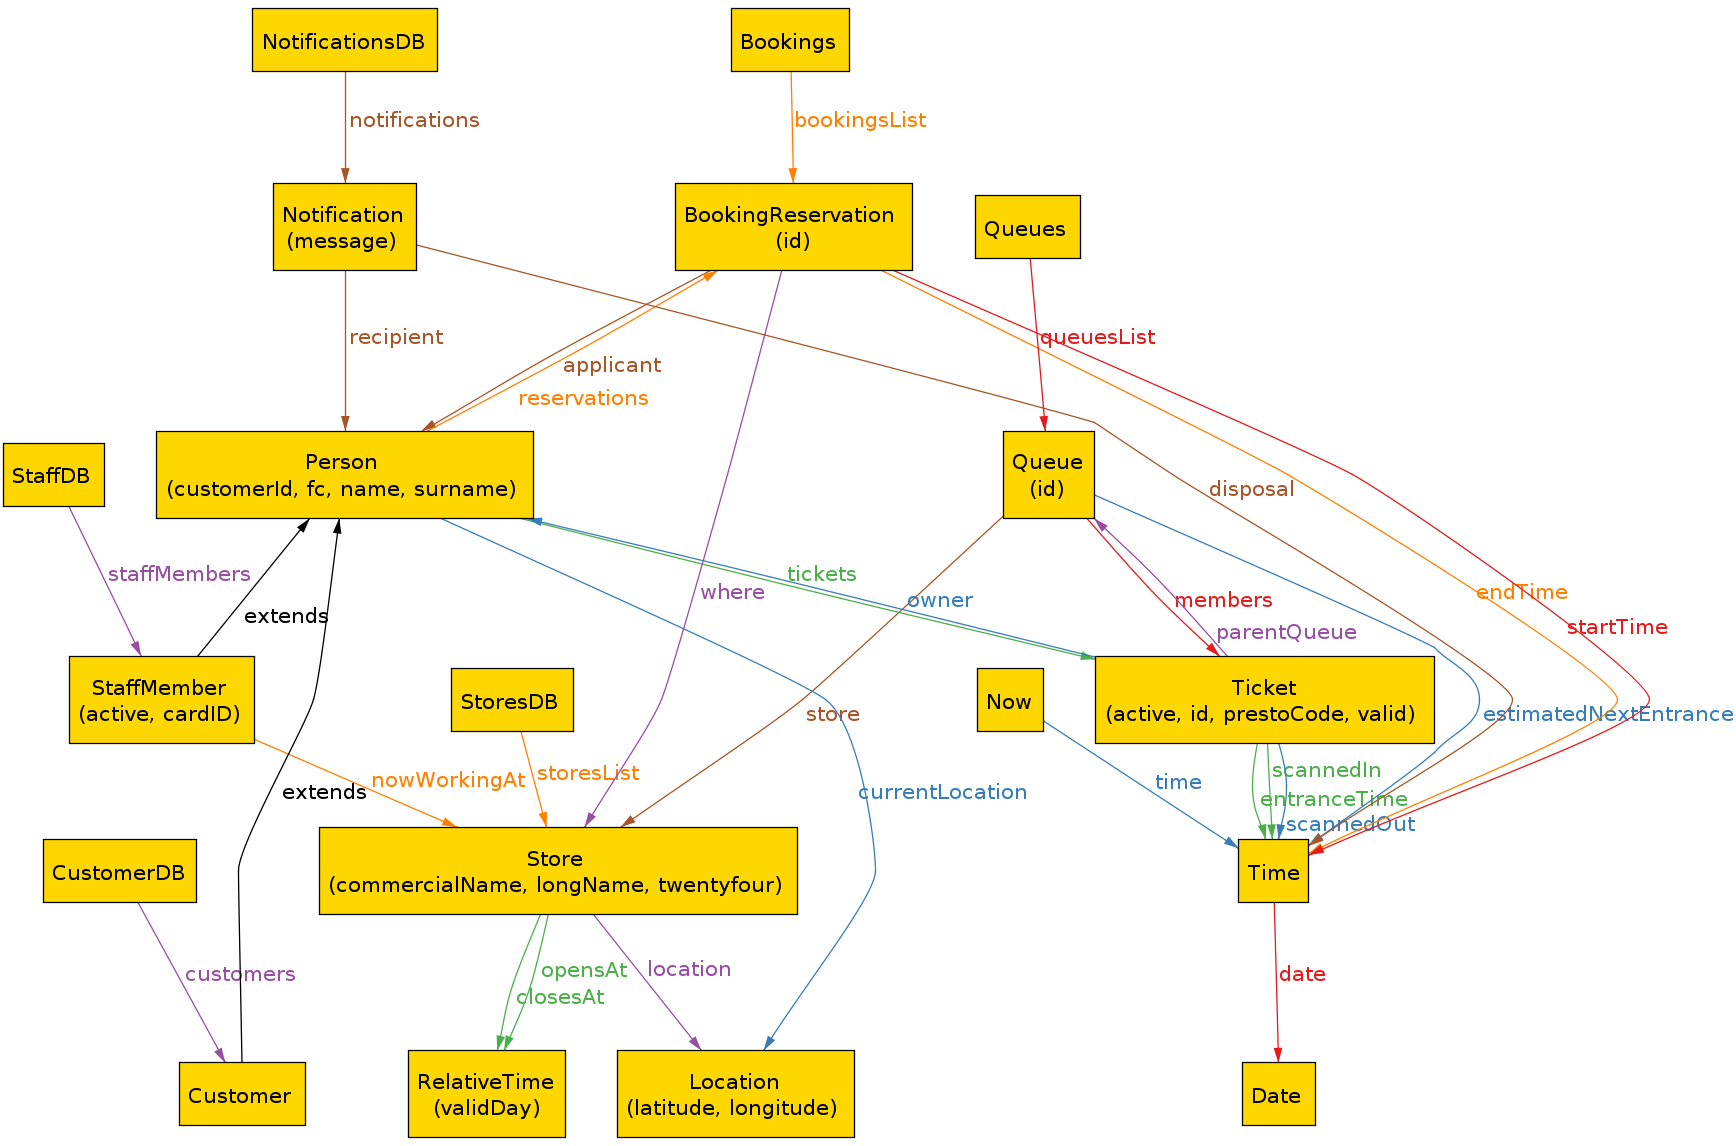 NotificationsDB
Bookings
notifications
bookingsList
Notification
(message)
BookingReservation
(id)
Queues
recipient
queuesList
applicant
reservations
Person
(customerId, fc, name, surname)
Queue
(id)
StaffDB
disposal
staffMembers
tickets
where
owner
members
endTime
extends
startTime
parentQueue
StaffMember
(active, cardID)
StoresDB
Now
Ticket
(active, id, prestoCode, valid)
store
estimatedNextEntrance
nowWorkingAt
storesList
scannedIn
time
extends
currentLocation
entranceTime
scannedOut
CustomerDB
Store
(commercialName, longName, twentyfour)
Time
customers
opensAt
location
date
closesAt
Customer
RelativeTime
(validDay)
Location
(latitude, longitude)
Date